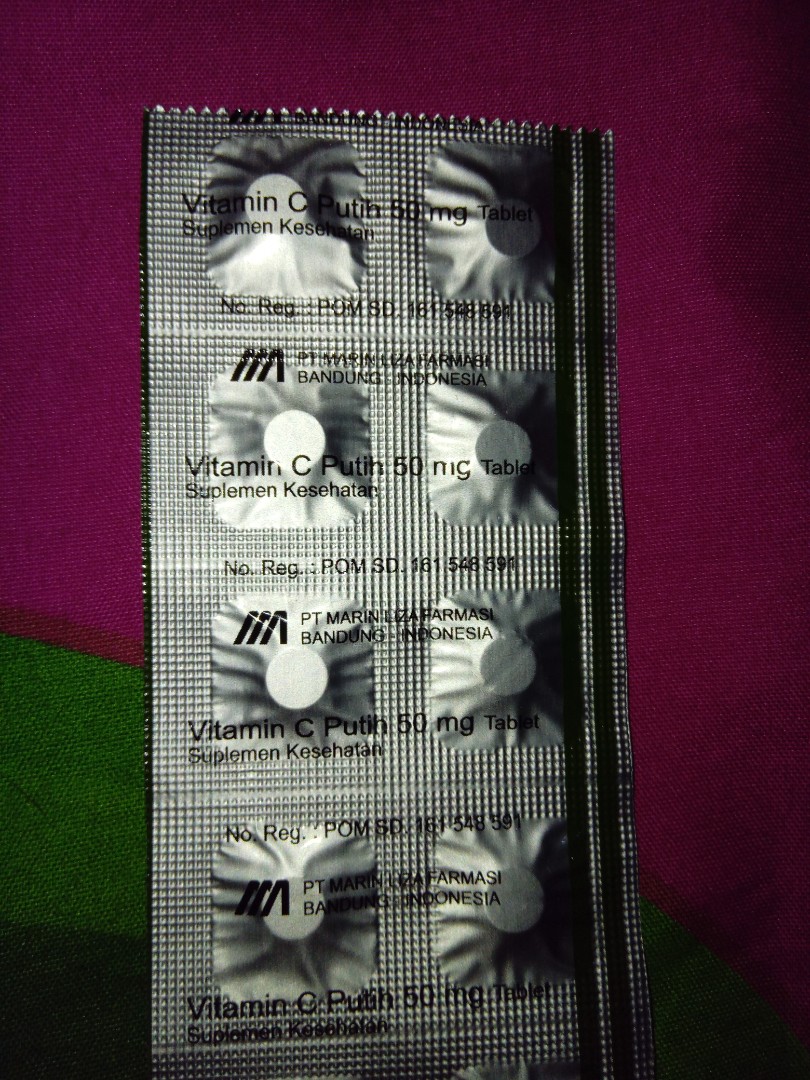 BANDUNG - INDONESIA
Vitamin C Putih 50 mg Tablet
Suplemen Kesehatan
No. Reg. : POM SD. 161 548 591
PT MARIN LIZA FARMASI
BANDUNG - INDONESIA
Vitamin C Putih 50 mg Tablet
Suplemen Kesehatan
No. Reg. : POM SD. 161 548 591
PT MARIN LIZA FARMASI
BANDUNG - INDONESIA
Vitamin C Putih 50 mg Tablet
Suplemen Kesehatan
No. Reg. : POM SD. 161 548 591
PT MARIN LIZA FARMASI
BANDUNG - INDONESIA
Vitamin C Putih 50 mg Tablet
Suplemen Kesehatan